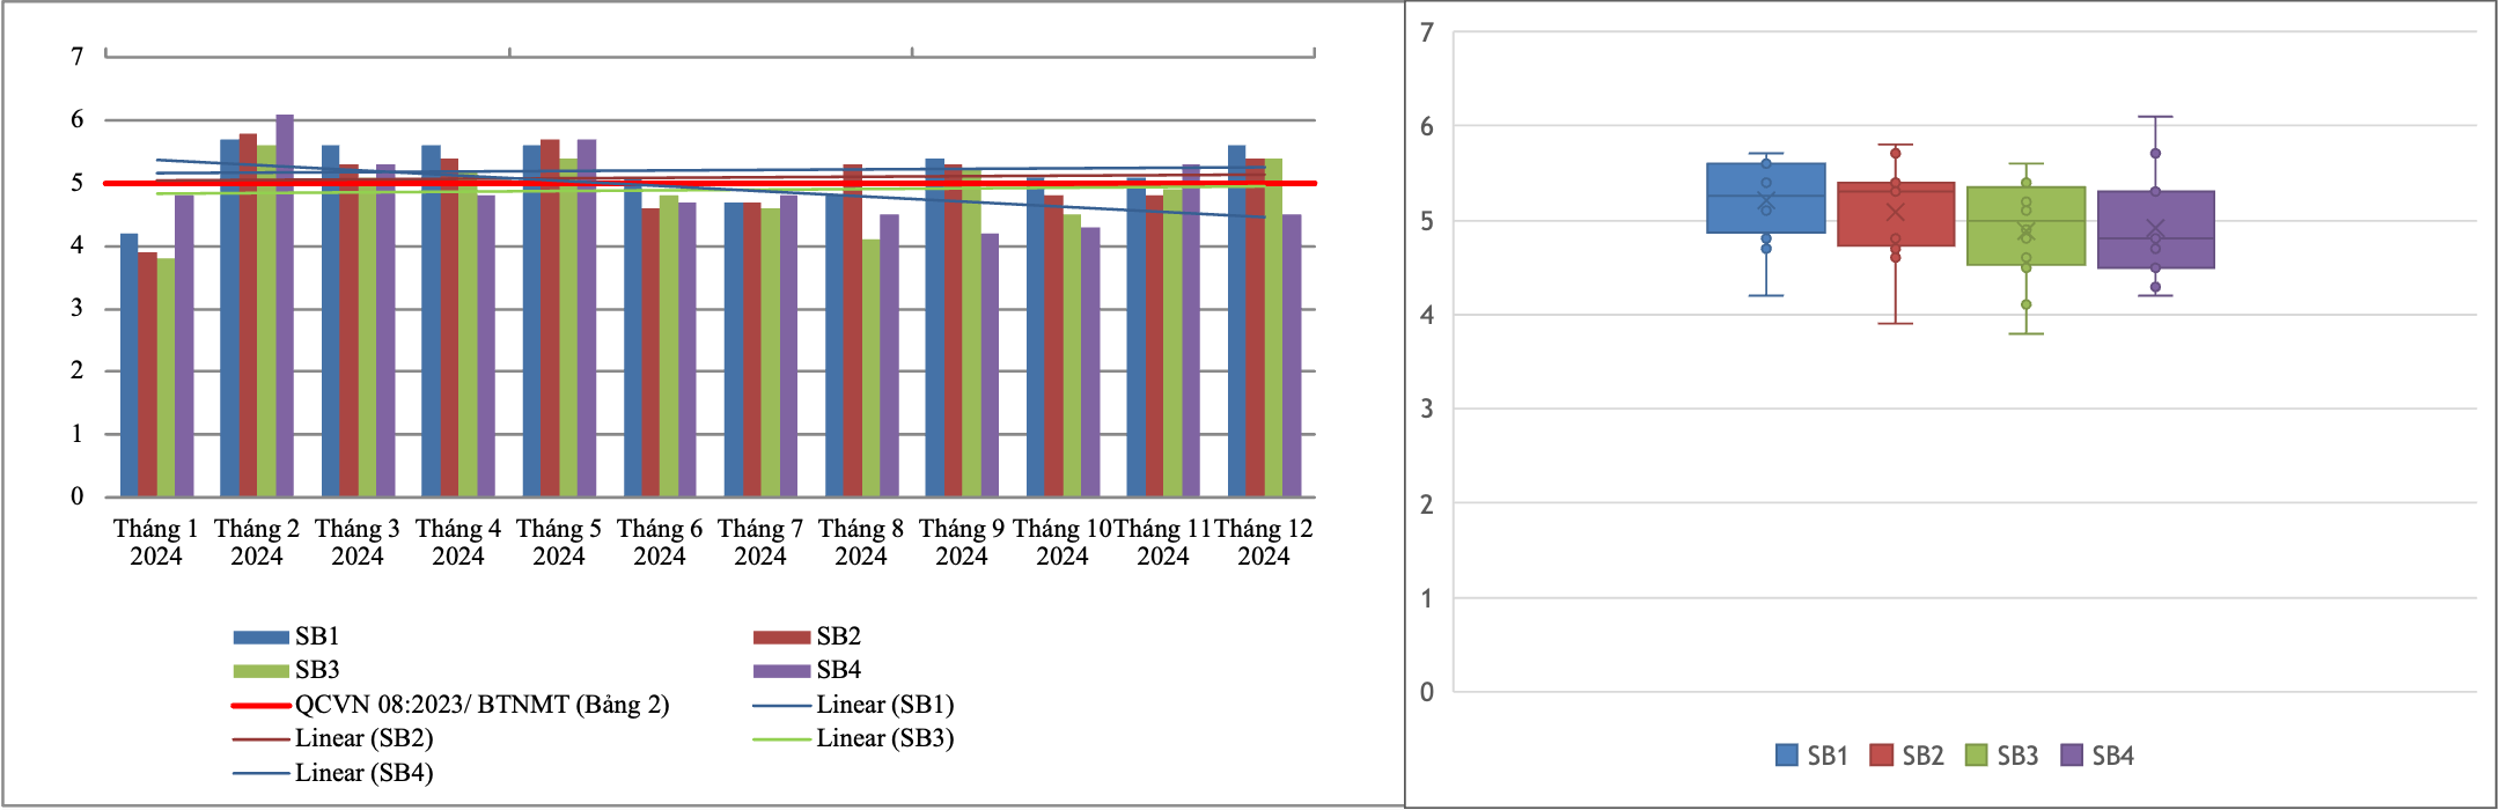 7
6
5
4
3
2
1
0
Tháng 1 2024
Tháng 2 2024
Tháng 3 2024
Tháng 4 2024
Tháng 5 2024
Tháng 6 2024
Tháng 7 2024
Tháng 8 2024
Tháng 9 2024
Tháng 10 2024
Tháng 11 2024
Tháng 12 2024
SB1
SB2
SB3
SB4
QCVN 08:2023/ BTNMT (Bảng 2)
Linear (SB1)
Linear (SB2)
Linear (SB3)
Linear (SB4)
7
6
5
4
3
2
1
0
SB1 SB2 SB3 SB4